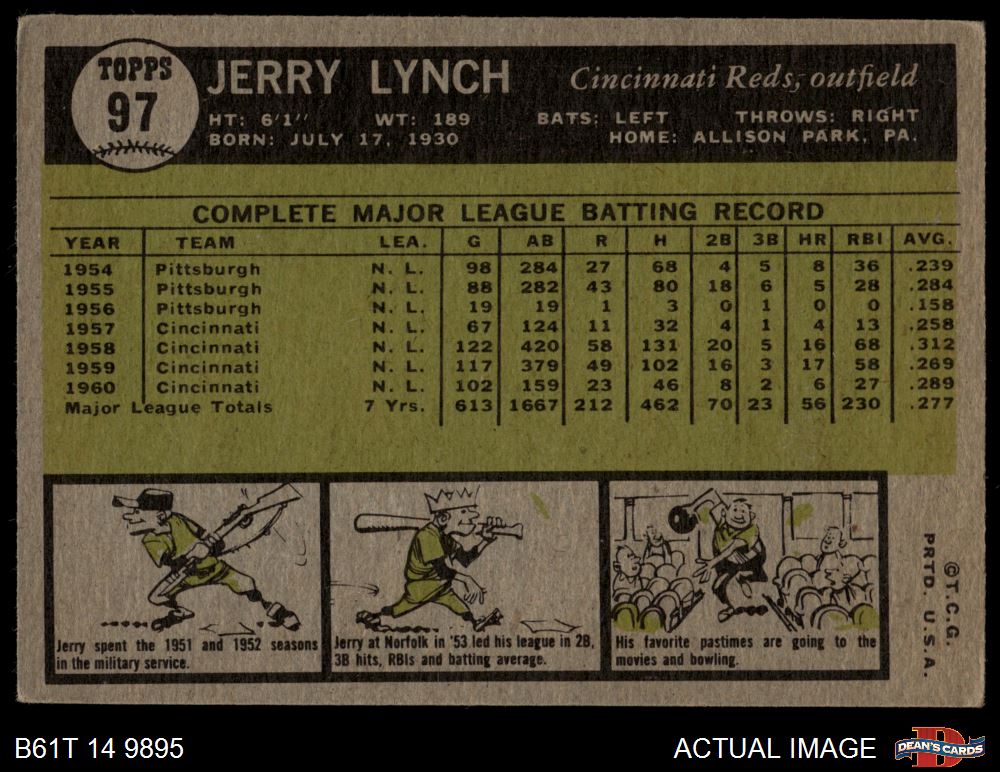 TOPPS
97
JERRY LYNCH
Cincinnati Reds, outfield
HT: 6'1" WT: 189 BATS: LEFT THROWS: RIGHT
BORN: JULY 17, 1930 HOME: ALLISON PARK, PA.
COMPLETE MAJOR LEAGUE BATTING RECORD
YEAR TEAM LEA. G AB R H 2B 3B HR RBI AVG.
1954 Pittsburgh N. L. 98 284 27 68 4 5 8 36 .239
1955 Pittsburgh N. L. 88 282 43 80 18 6 5 28 .284
1956 Pittsburgh N. L. 19 19 1 3 0 1 0 0 .158
1957 Cincinnati N. L. 67 124 11 32 4 1 4 13 .258
1958 Cincinnati N. L. 122 420 58 131 20 5 16 68 .312
1959 Cincinnati N. L. 117 379 49 102 16 3 17 58 .269
1960 Cincinnati N. L. 102 159 23 46 8 2 6 27 .289
Major League Totals 7 Yrs. 613 1667 212 462 70 23 56 230 .277
Jerry spent the 1951 and 1952 seasons
in the military service.
Jerry at Norfolk in '53 led his league in 2B,
3B hits, RBIs and batting average.
His favorite pastimes are going to the
movies and bowling.
©T.C.G.
PRTD. U.S.A.
B61T 14 9895
ACTUAL IMAGE
D
DEAN'S CARDS